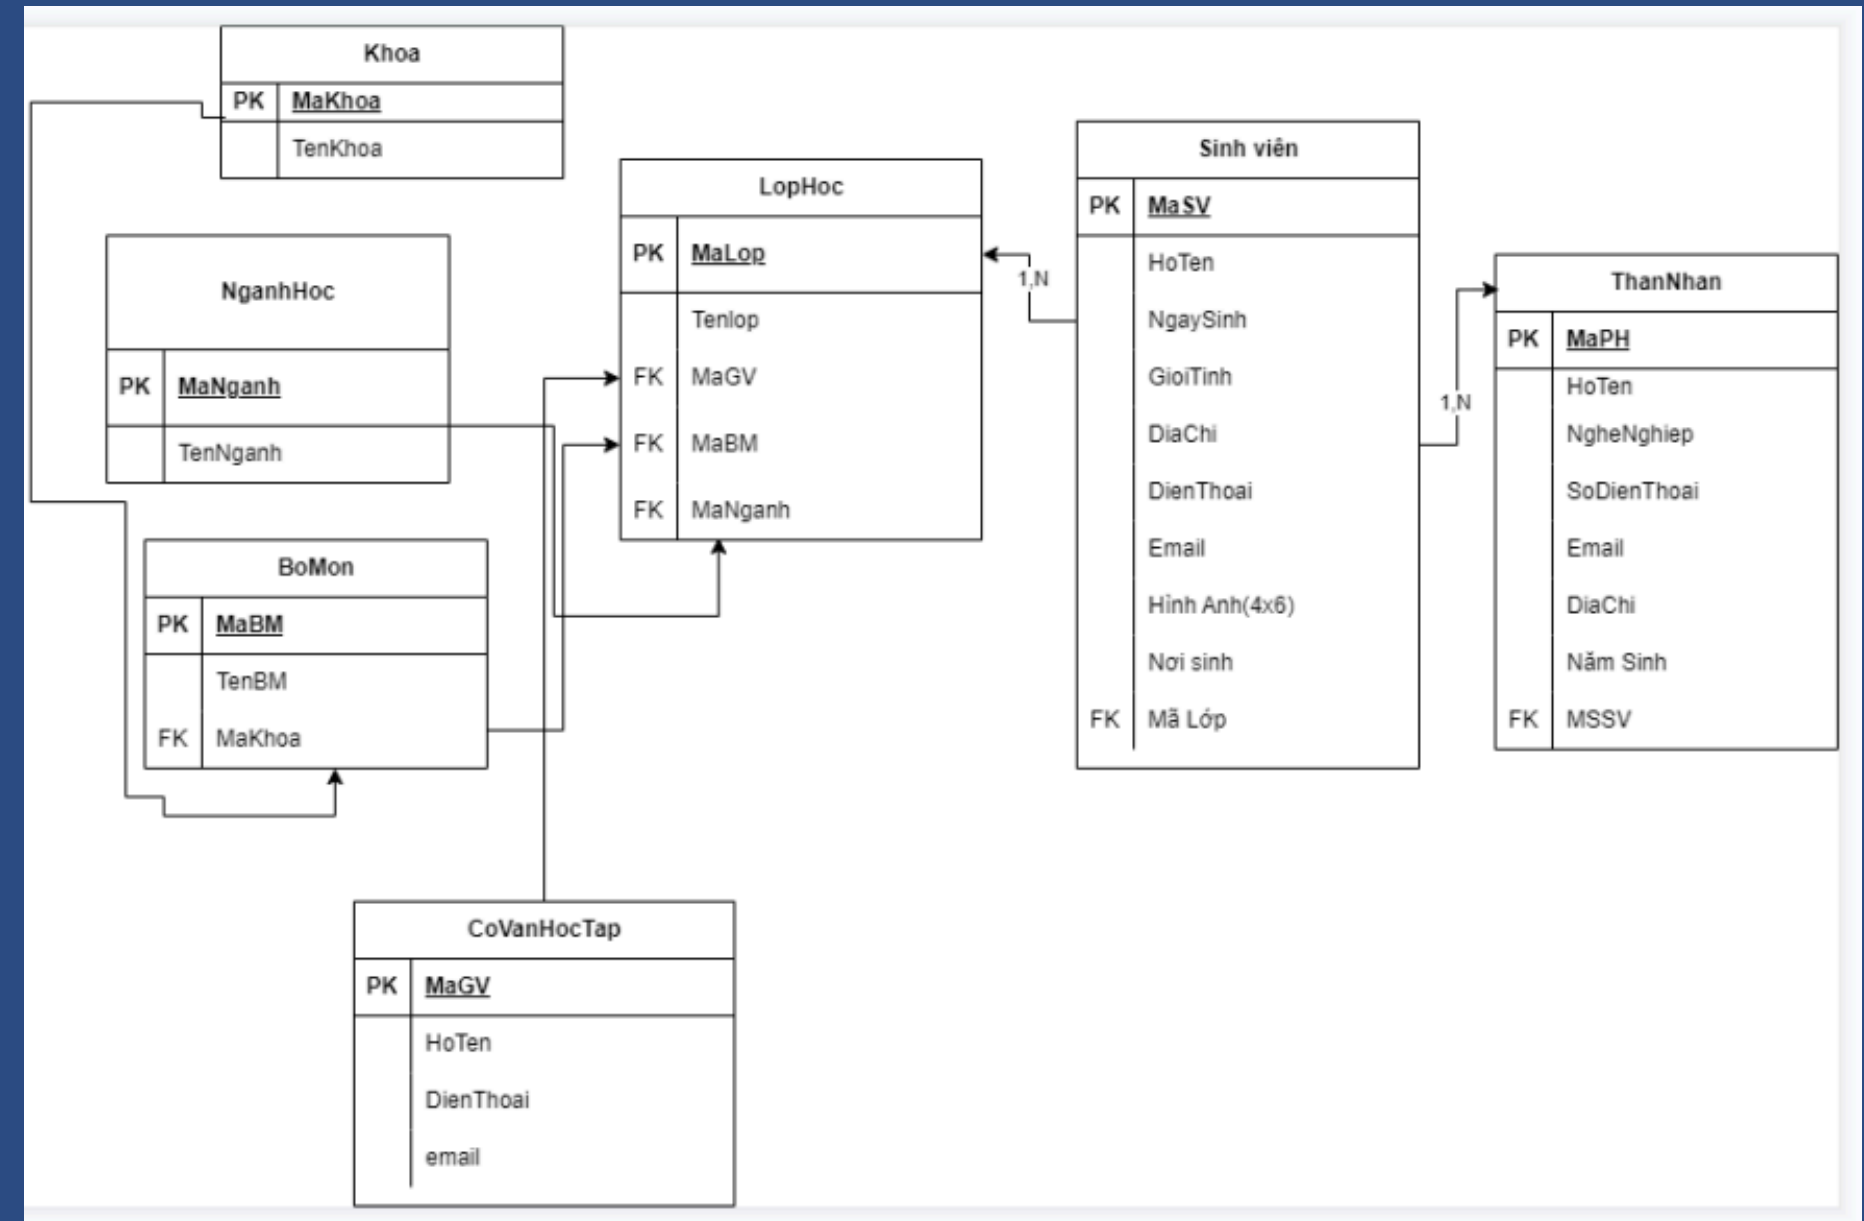 Khoa
PK MaKhoa
TenKhoa
NganhHoc
PK MaNganh
TenNganh
BoMon
PK MaBM
TenBM
FK MaKhoa
CoVanHocTap
PK MaGV
HoTen
DienThoai
email
LopHoc
PK MaLop
Tenlop
FK MaGV
FK MaBM
FK MaNganh
1,N
Sinh viên
PK MaSV
HoTen
NgaySinh
GioiTinh
DiaChi
DienThoai
Email
Hình Anh(4x6)
Nơi sinh
FK Mã Lớp
1,N
ThanNhan
PK MaPH
HoTen
NgheNghiep
SoDienThoai
Email
DiaChi
Năm Sinh
FK MSSV